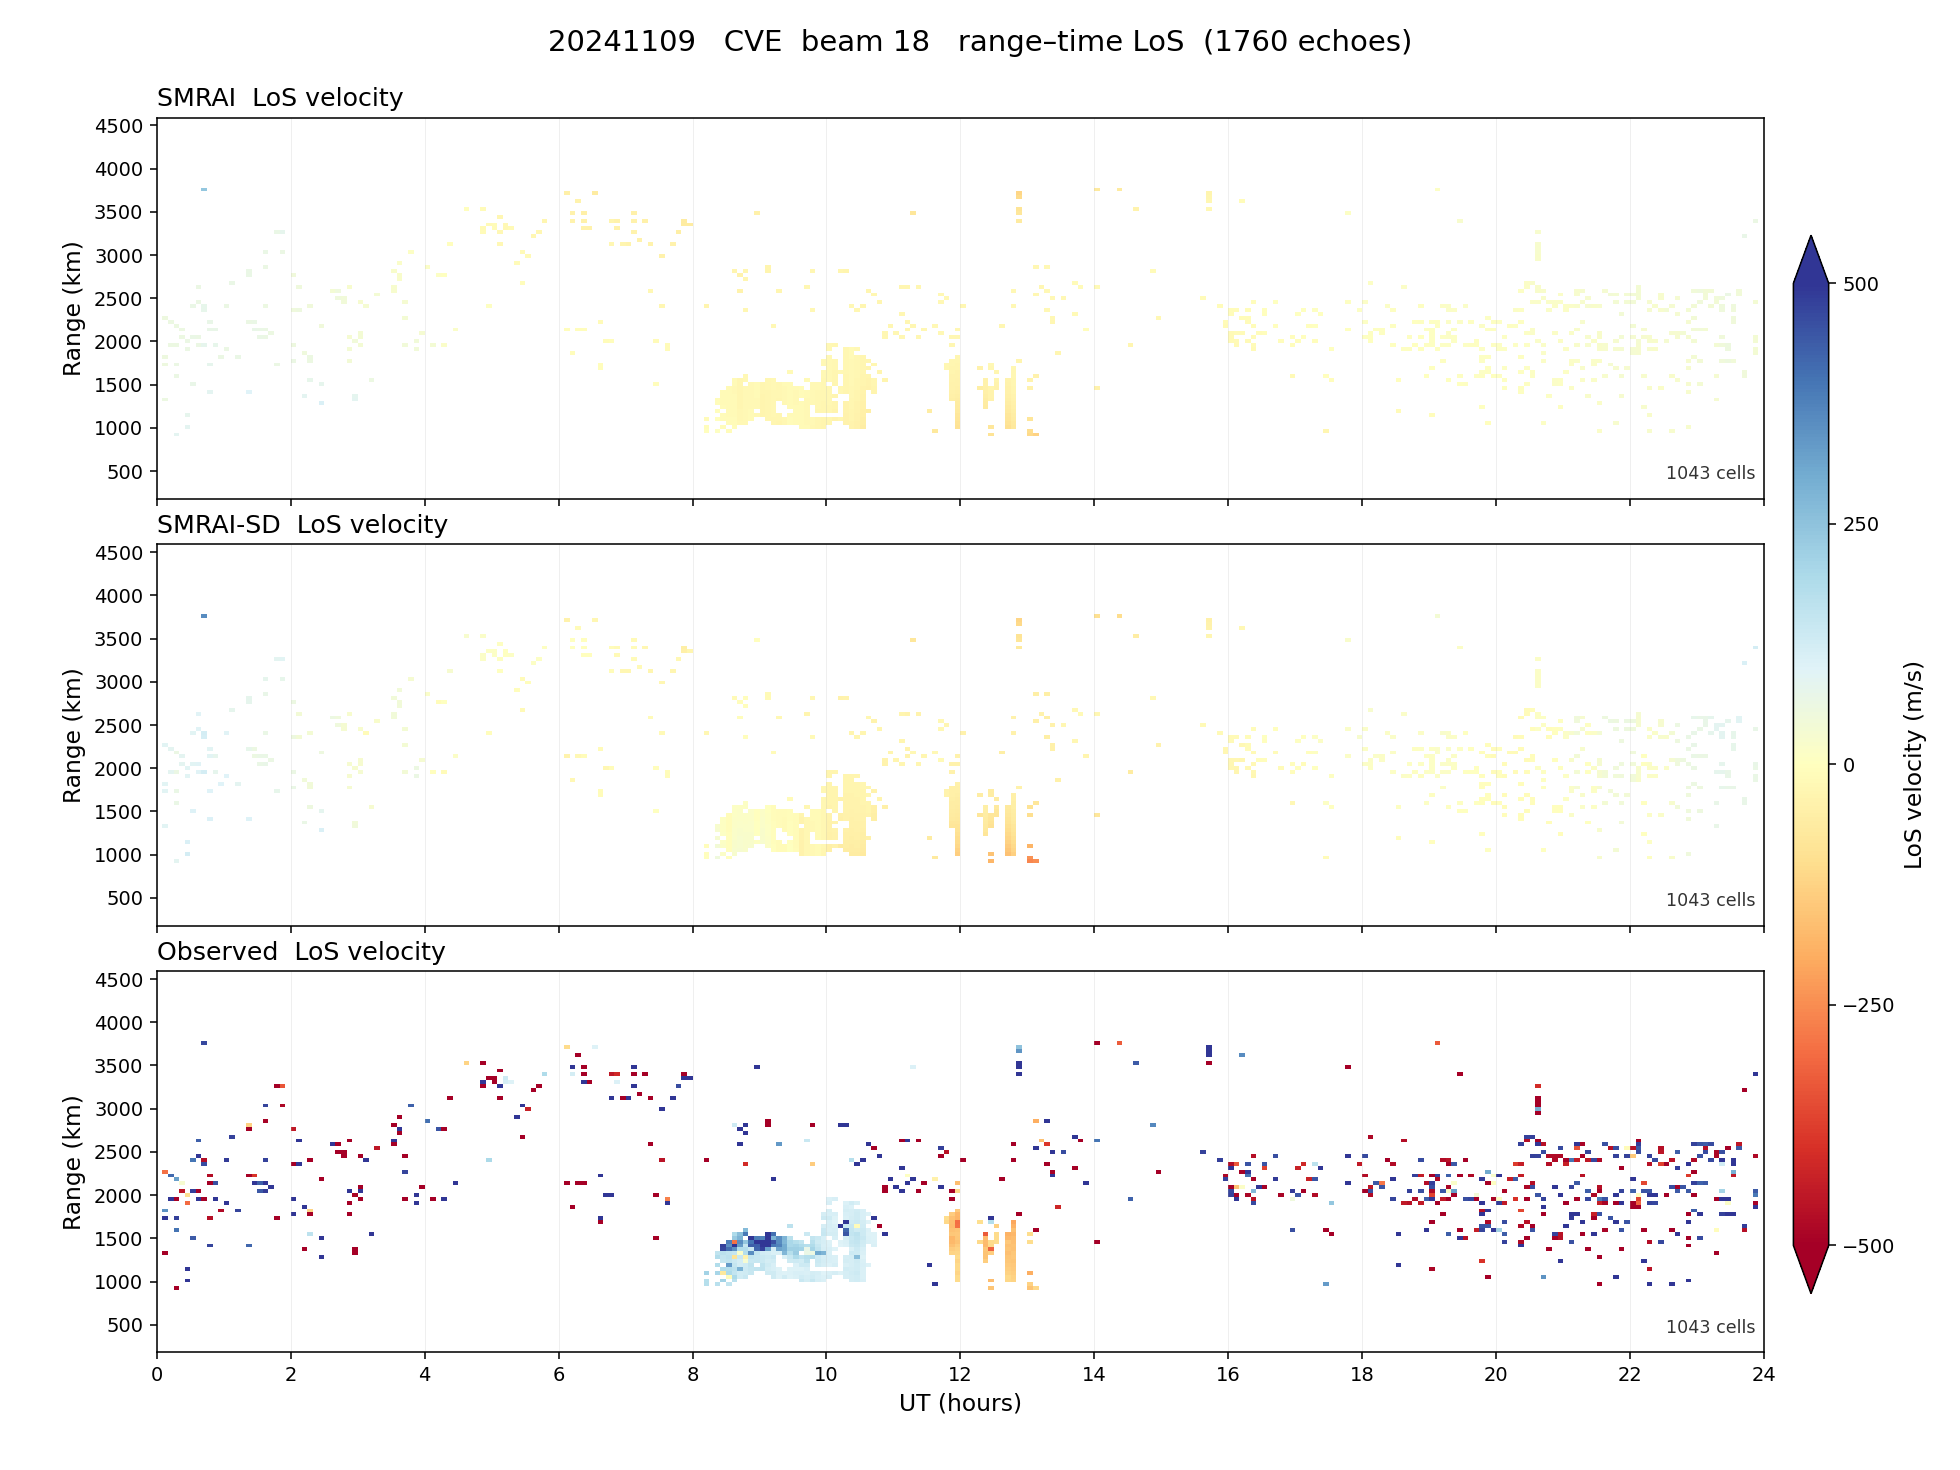 20241109   CVE  beam 18   range–time LoS  (1760 echoes)
SMRAI  LoS velocity
4500
4000
3500
3000
2500
2000
1500
1000
500
Range (km)
1043 cells
SMRAI-SD  LoS velocity
4500
4000
3500
3000
2500
2000
1500
1000
500
Range (km)
1043 cells
Observed  LoS velocity
4500
4000
3500
3000
2500
2000
1500
1000
500
Range (km)
1043 cells
0 2 4 6 8 10 12 14 16 18 20 22 24
UT (hours)
500
250
0
−250
−500
LoS velocity (m/s)